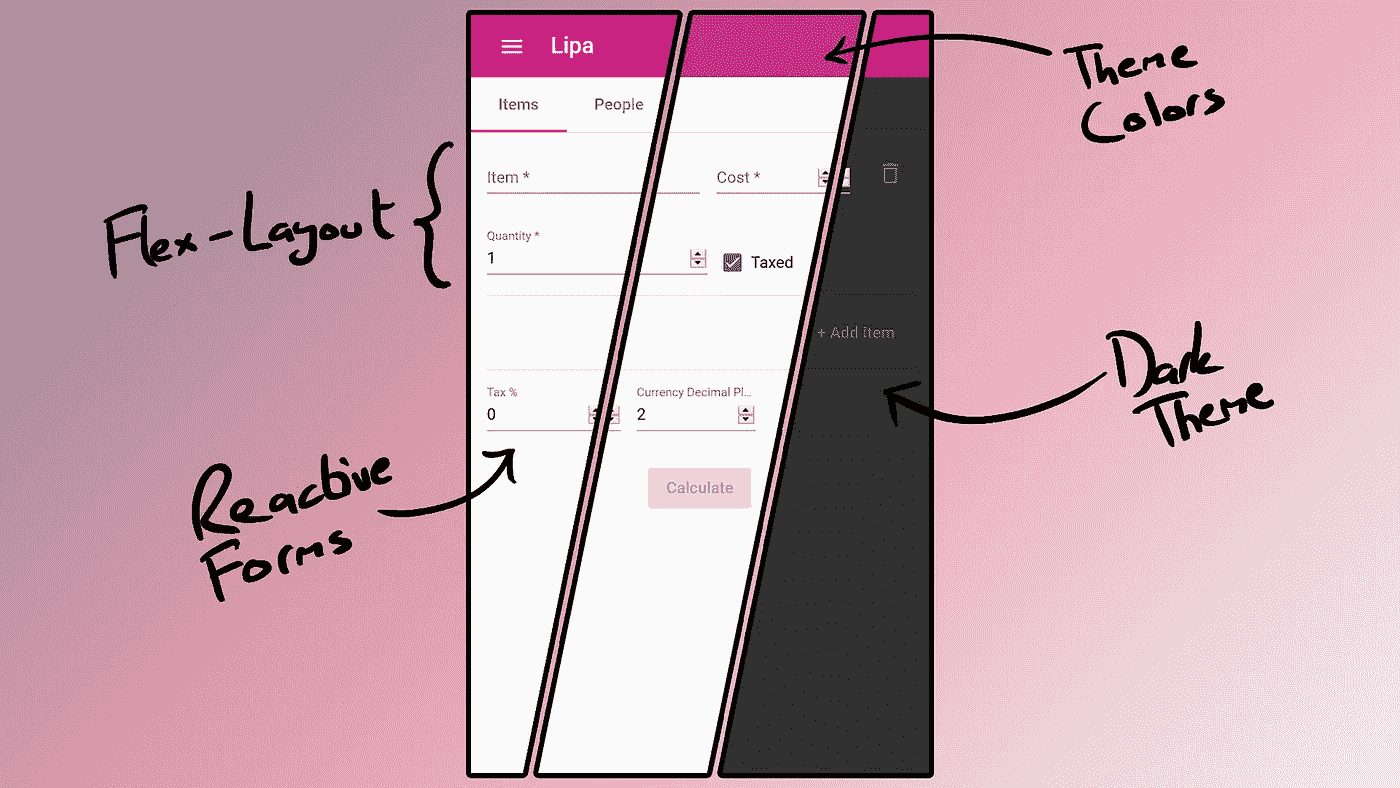 Lipa
Theme
Colors
Items People
Item * Cost *
Flex-Layout
Quantity *
1 Taxed
+ Add Item
Dark
Theme
Tax % Currency Decimal Pl...
0 2
Reactive
Forms
Calculate